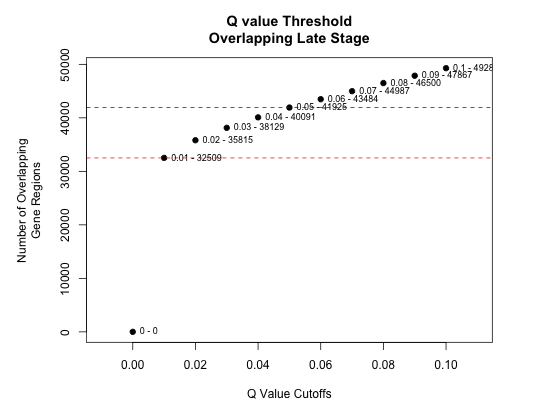 Q value Threshold
Overlapping Late Stage
Number of Overlapping
Gene Regions
50000
40000
30000
20000
10000
0
0.1 - 4928
0.09 - 47867
0.08 - 46500
0.07 - 44987
0.06 - 43484
0.05 - 41925
0.04 - 40091
0.03 - 38129
0.02 - 35815
0.01 - 32509
0 - 0
0.00 0.02 0.04 0.06 0.08 0.10
Q Value Cutoffs